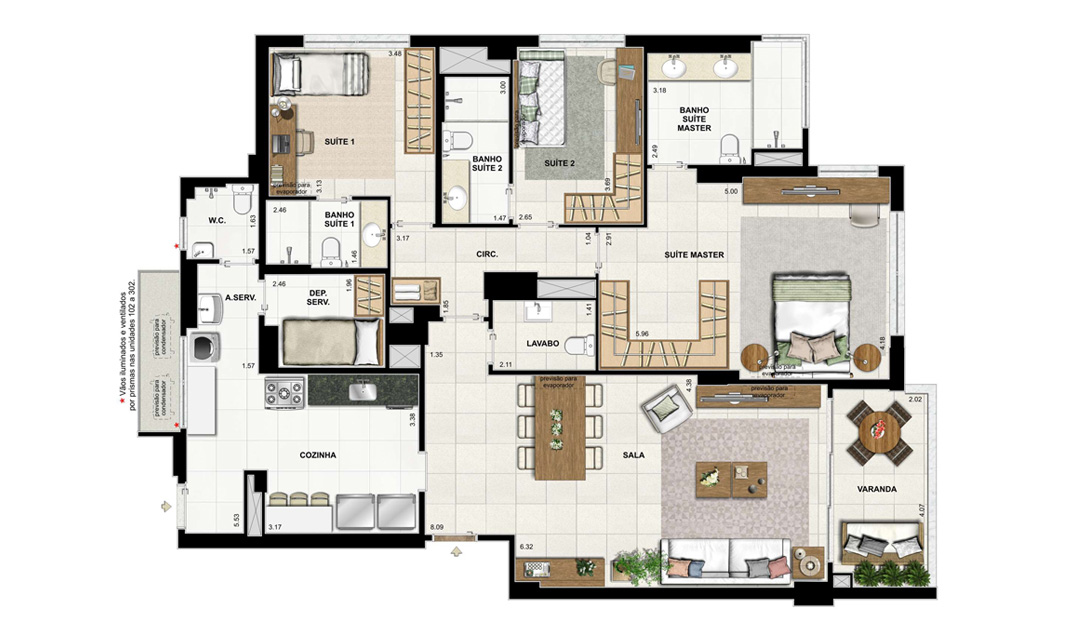 3.48
SUÍTE 1
previsão para
evaporador
3.13
3.00
BANHO
SUÍTE 2
1.47
SUÍTE 2
3.69
2.65
3.18
BANHO
SUÍTE
MASTER
2.49
5.00
W.C.
1.63
1.57
2.46
BANHO
SUÍTE 1
1.46
3.17
CIRC.
1.04
2.91
SUÍTE MASTER
5.96
4.18
previsão para
evaporador
A.SERV.
1.57
2.46
1.96
DEP.
SERV.
1.85
1.35
1.41
LAVABO
2.11
* Vãos iluminados e ventilados
por prismas nas unidades 102 a 302.
previsão para
condensador
previsão para
condensador
*
*
3.38
COZINHA
5.53
3.17
8.09
previsão para
evaporador
4.38
previsão para
evaporador
SALA
6.32
2.02
VARANDA
4.07